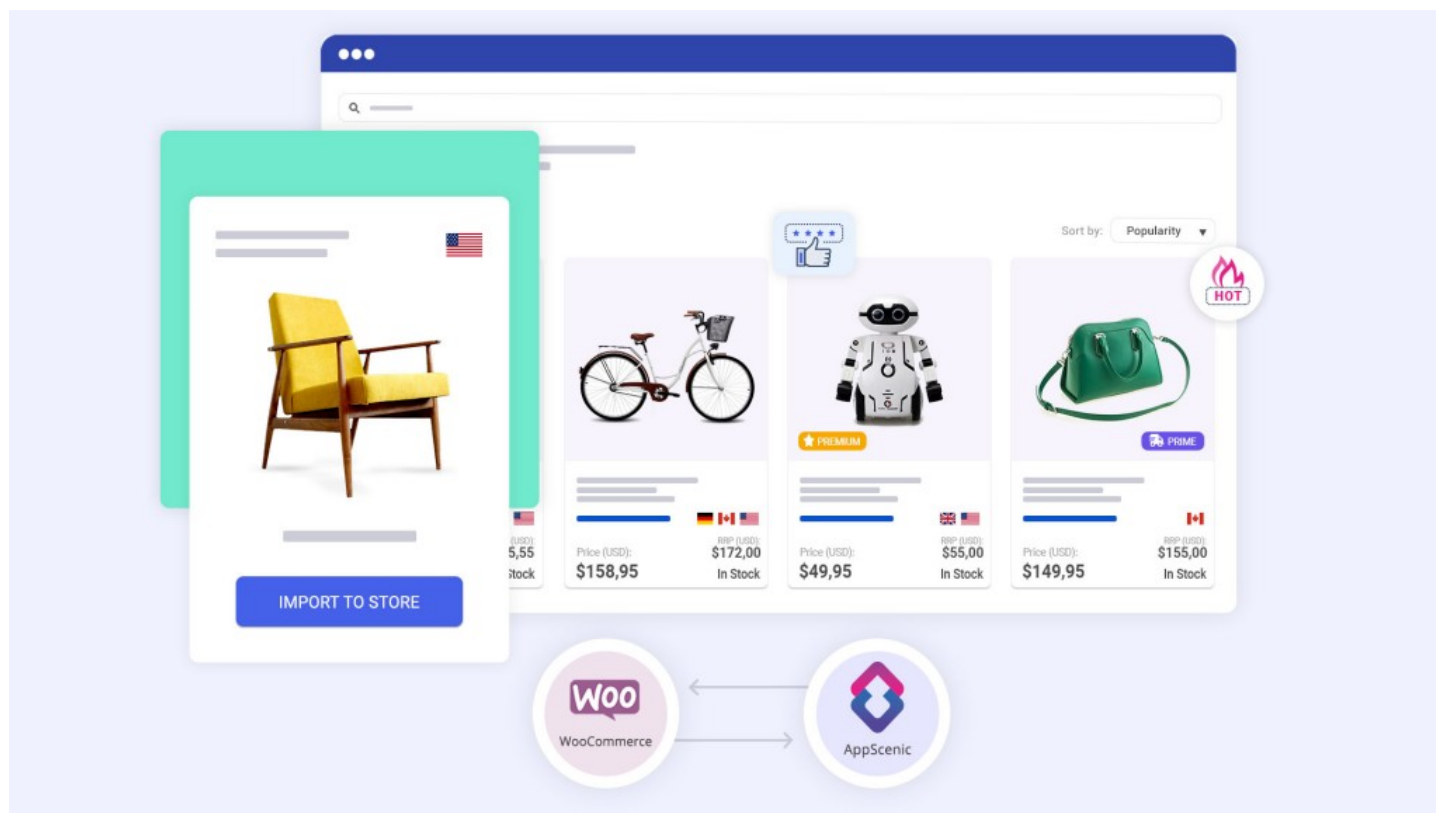 Sort by:
Popularity
HOT
PREMIUM
PRIME
(USD):
5,55
Stock
RRP (USD):
Price (USD):
$172,00
$158,95
In Stock
RRP (USD):
Price (USD):
$55,00
$49,95
In Stock
RRP (USD):
Price (USD):
$155,00
$149,95
In Stock
IMPORT TO STORE
WOO
WooCommerce
AppScenic